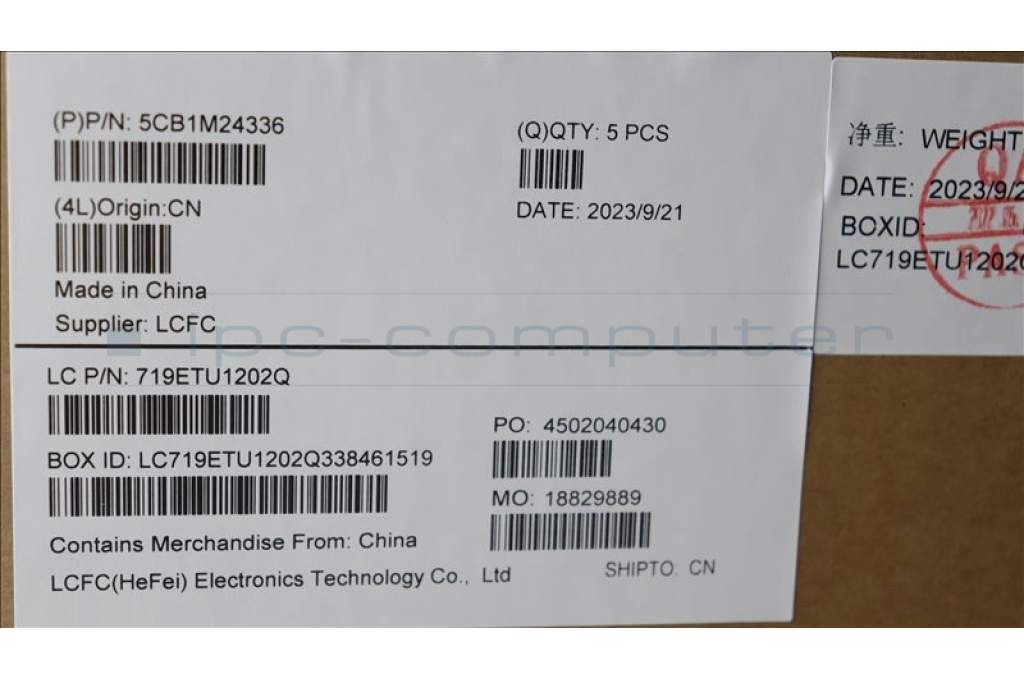 (P)P/N: 5CB1M24336
(Q)QTY: 5 PCS
(4L)Origin:CN
DATE: 2023/9/21
Made in China
Supplier: LCFC
LC P/N: 719ETU1202Q
PO: 4502040430
BOX ID: LC719ETU1202Q338461519
MO: 18829889
Contains Merchandise From: China
LCFC(HeFei) Electronics Technology Co., Ltd
SHIPTO: CN
净重: WEIGHT
DATE: 2023/9/2
BOXID:
LC719ETU1202
ipc-computer